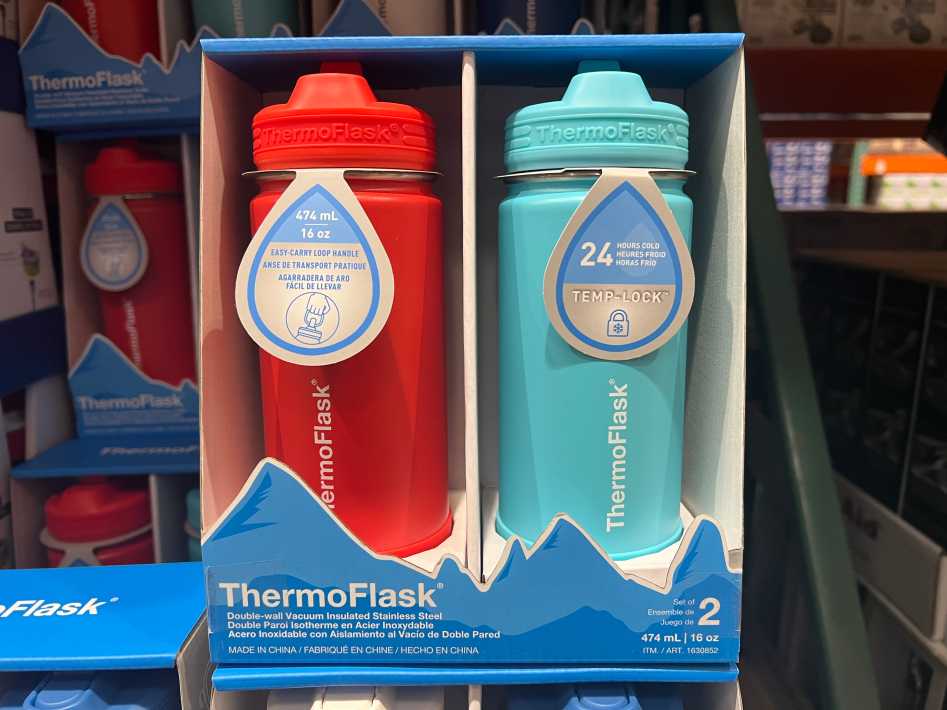 ThermoFlask®
ThermoFlask®
ThermoFlask®
474 mL
16 oz
EASY-CARRY LOOP HANDLE
ANSE DE TRANSPORT PRATIQUE
AGARRADERA DE ARO
FÁCIL DE LLEVAR
24 HOURS COLD
HEURES FROID
HORAS FRÍO
TEMP-LOCK™
ThermoFlask®
ThermoFlask®
ThermoFlask
ThermoFlask®
Double-wall Vacuum Insulated Stainless Steel
Double Paroi Isotherme en Acier Inoxydable
Acero Inoxidable con Aislamiento al Vacío de Doble Pared
MADE IN CHINA / FABRIQUÉ EN CHINE / HECHO EN CHINA
Set of
Ensemble de
Juego de
2
474 mL | 16 oz
ITM. / ART. 1630852